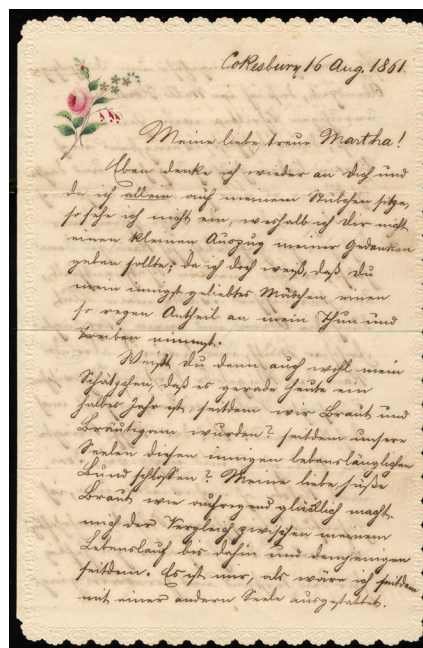 Cokesbury 16 Aug. 1861.
Meine liebe treue Martha!
Eben denke ich wieder an Dich und
da ich allein auf meinem Stübchen sitze,
so sehe ich nicht ein, weshalb ich Dir nicht
einen kleinen Auszug meiner Gedanken
geben sollte; da ich doch weiß, daß Du
mein innigst geliebtes Mädchen einen
so regen Antheil an mein Thun und
Treiben nimmst.
Weißt Du denn auch wohl mein
Schätzchen, daß es gerade heute ein
halbes Jahr ist, seitdem wir Braut und
Bräutigam wurden? seitdem unsere
Seelen diesen innigen lebenslänglichen
Bund schlossen? Meine liebe, süße
Braut, wie aufregend glücklich macht
mich der Vergleich zwischen meinem
Lebenslauf bis dahin und demjenigen
seitdem. Es ist mir, als wäre ich seitdem
mit einer andern Seele ausgestattet.